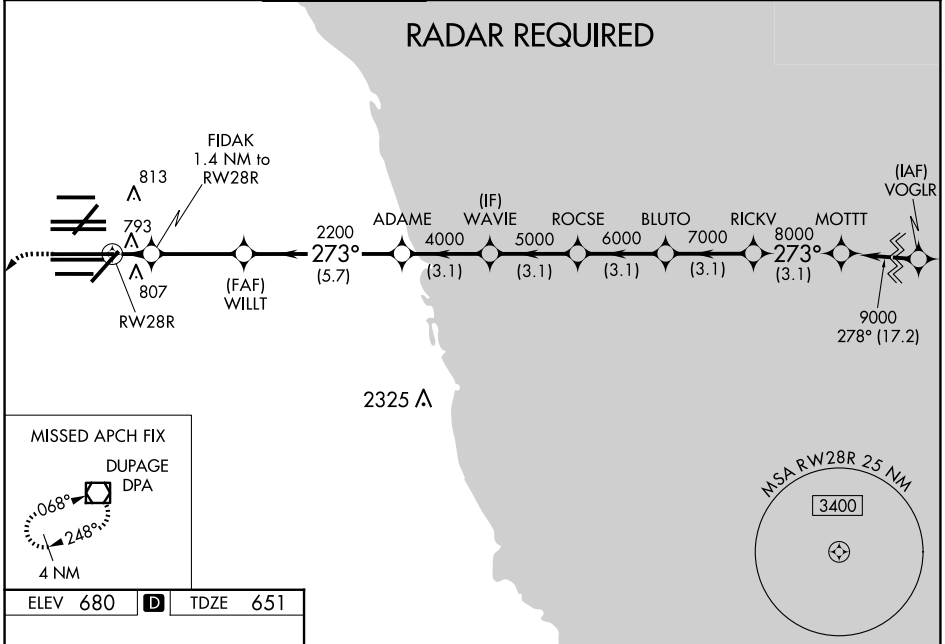 RADAR REQUIRED
FIDAK
1.4 NM to
RW28R
813
793
807
RW28R
(FAF)
WILLT
2200
273°
(5.7)
ADAME
4000
(3.1)
(IF)
WAVIE
5000
(3.1)
ROCSE
6000
(3.1)
BLUTO
7000
(3.1)
RICKV
8000
273°
(3.1)
MOTTT
(IAF)
VOGLR
9000
278° (17.2)
2325
MISSED APCH FIX
DUPAGE
DPA
068°
248°
4 NM
MSA RW28R 25 NM
3400
ELEV 680 D TDZE 651